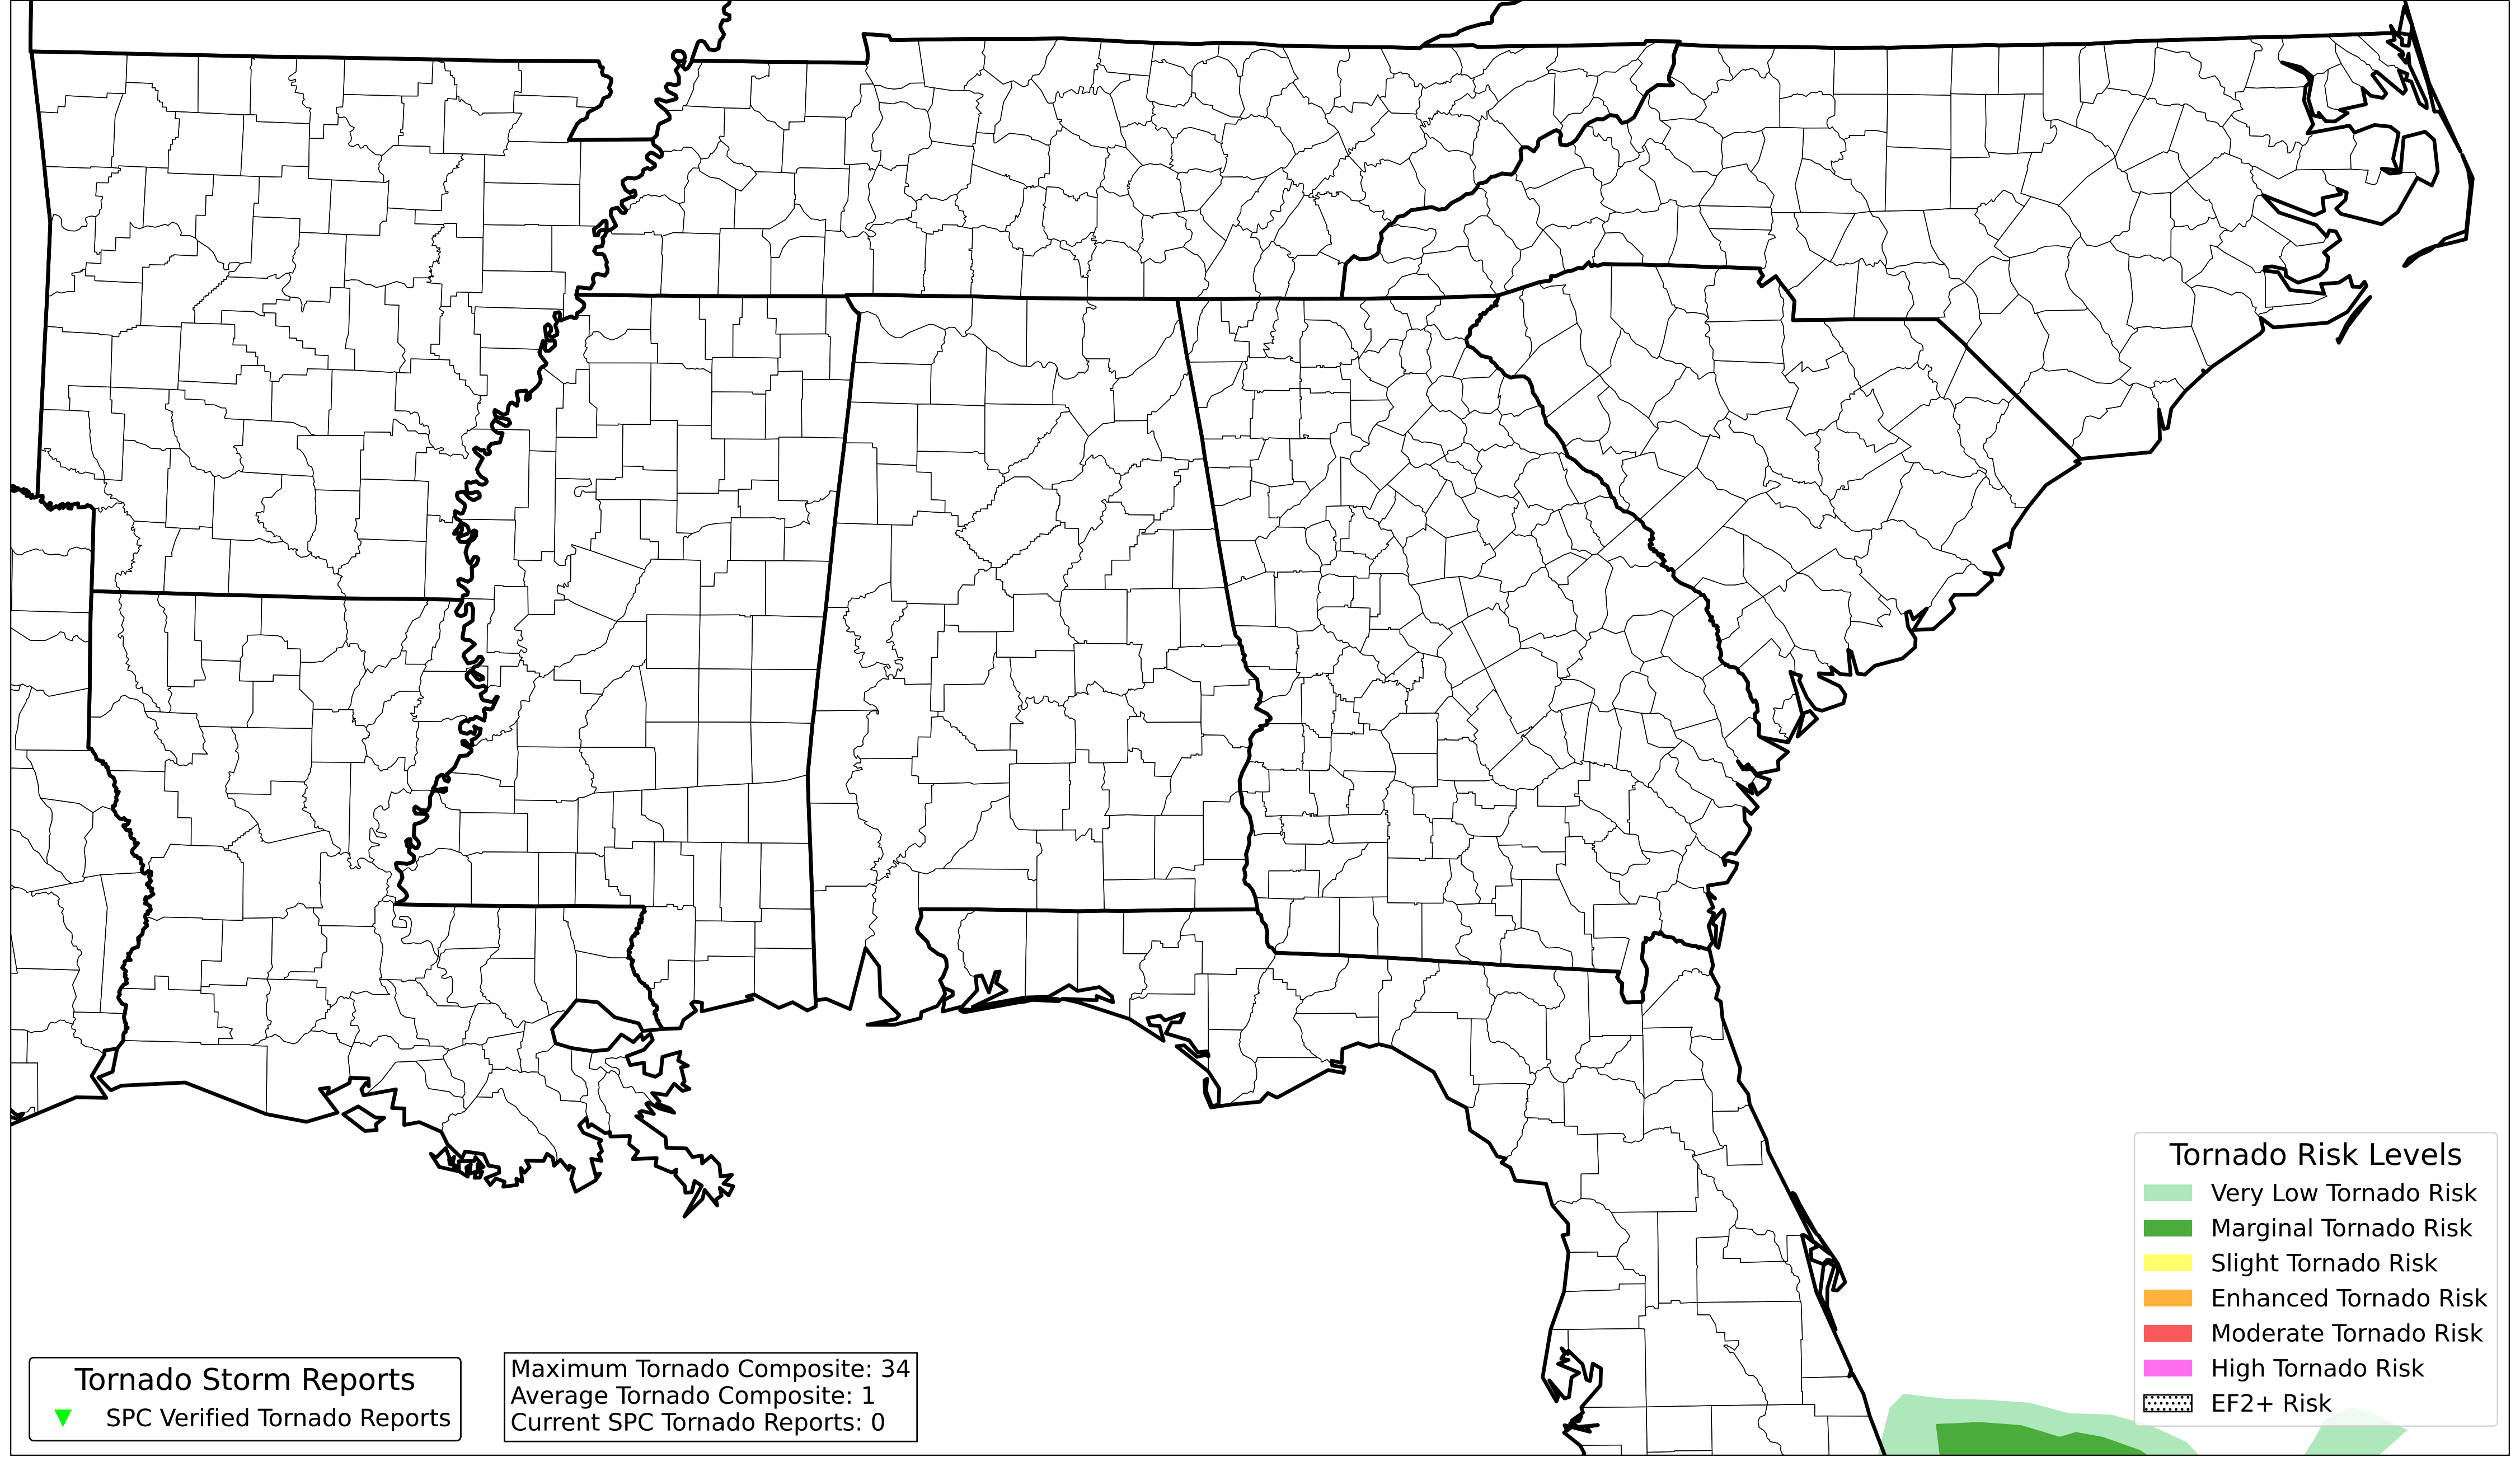 Tornado Risk Levels
Very Low Tornado Risk
Marginal Tornado Risk
Slight Tornado Risk
Enhanced Tornado Risk
Moderate Tornado Risk
High Tornado Risk
EF2+ Risk
Tornado Storm Reports
SPC Verified Tornado Reports
Maximum Tornado Composite: 34
Average Tornado Composite: 1
Current SPC Tornado Reports: 0